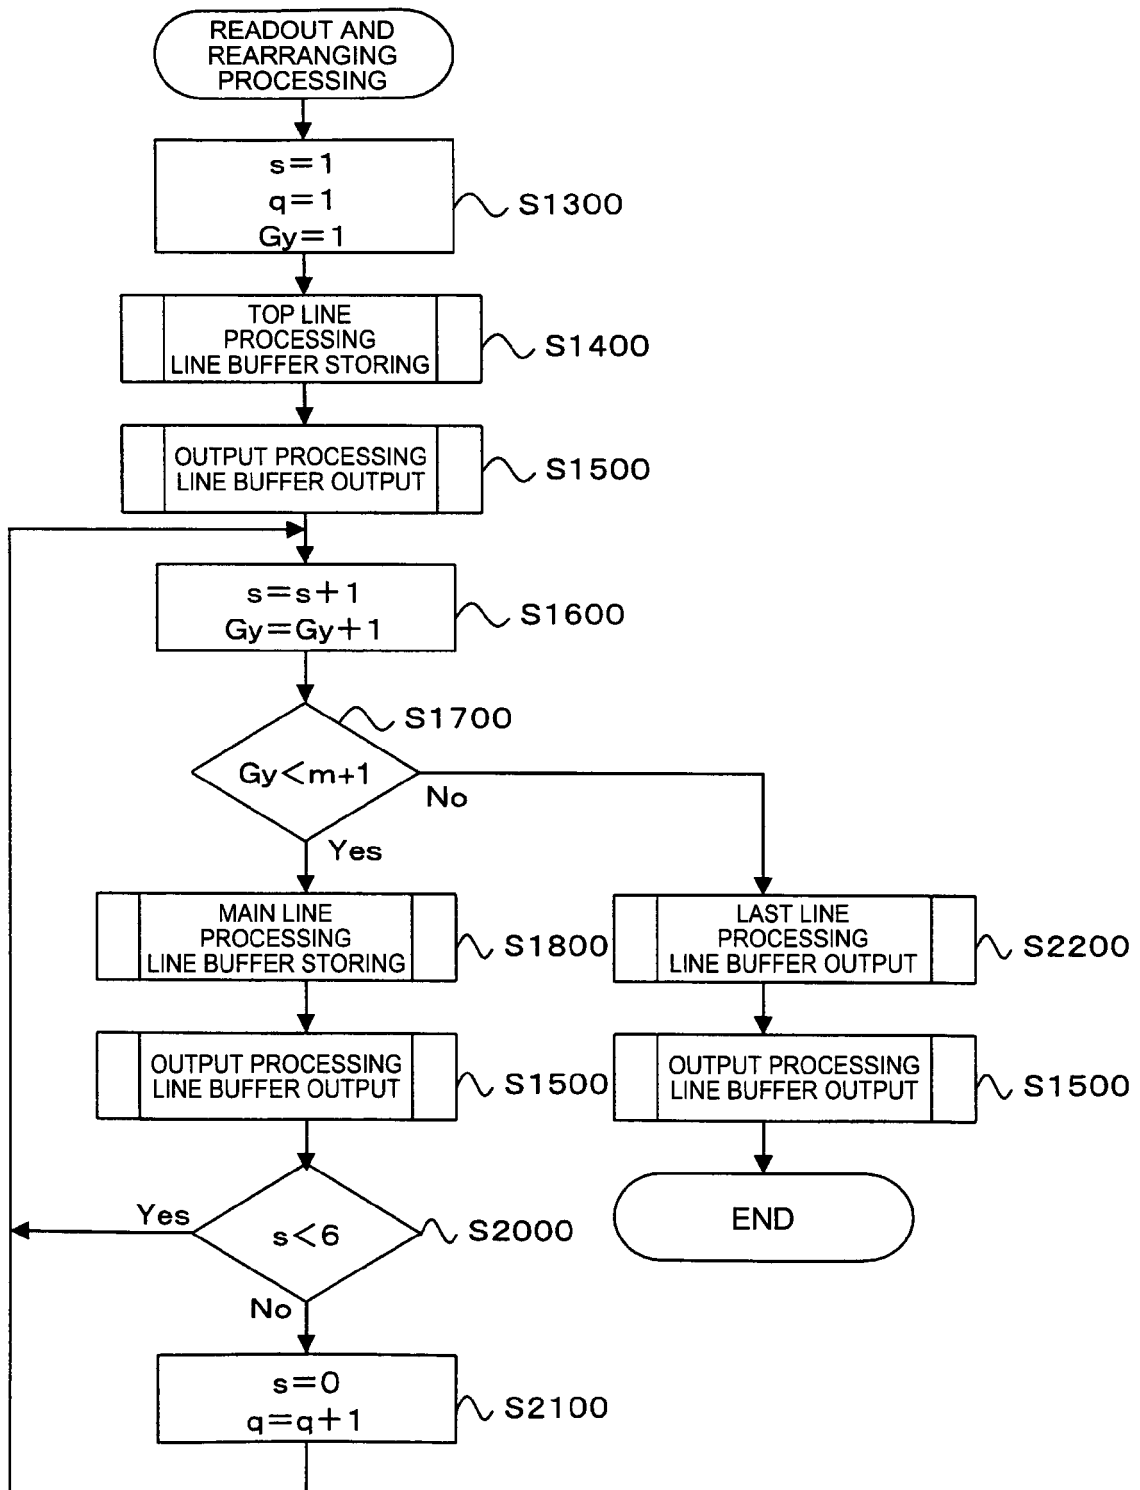 READOUT AND
REARRANGING
PROCESSING
s=1
q=1
Gy=1
S1300
TOP LINE
PROCESSING
LINE BUFFER STORING
S1400
OUTPUT PROCESSING
LINE BUFFER OUTPUT
S1500
s=s+1
Gy=Gy+1
S1600
S1700
Gy<m+1
No
Yes
MAIN LINE
PROCESSING
LINE BUFFER STORING
S1800
LAST LINE
PROCESSING
LINE BUFFER OUTPUT
S2200
OUTPUT PROCESSING
LINE BUFFER OUTPUT
S1500
OUTPUT PROCESSING
LINE BUFFER OUTPUT
S1500
Yes
s<6
S2000
END
No
s=0
q=q+1
S2100